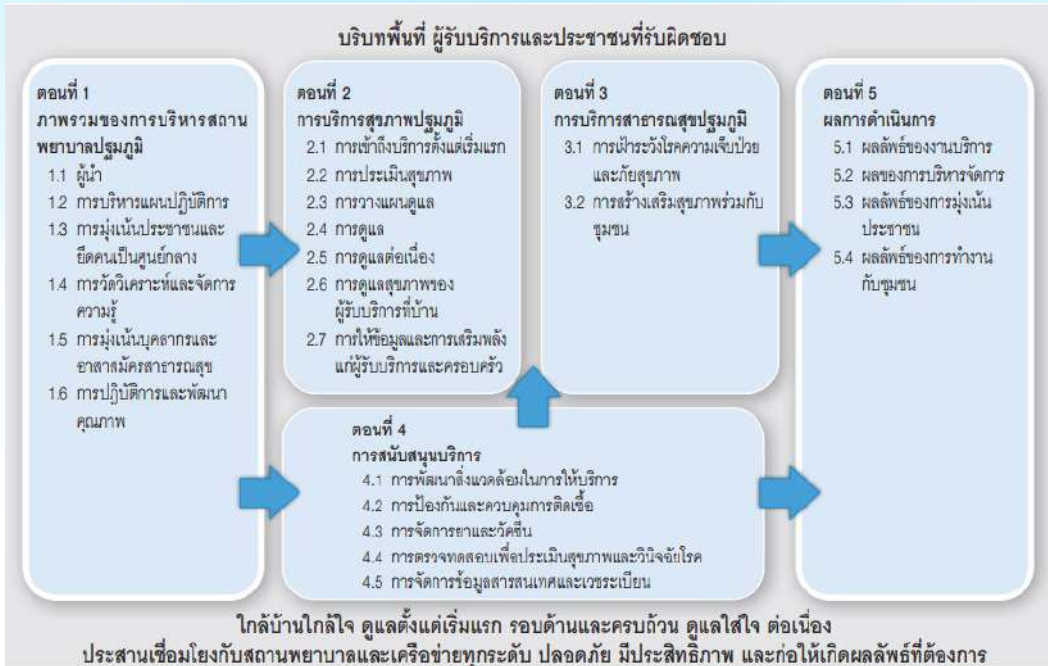 บริบทพื้นที่ ผู้รับบริการและประชาชนที่รับผิดชอบ
ตอนที่ 1
ภาพรวมของการบริหารสถาน
พยาบาลปฐมภูมิ
1.1 ผู้นำ
1.2 การบริหารแผนปฏิบัติการ
1.3 การมุ่งเน้นประชาชนและ
ยึดคนเป็นศูนย์กลาง
1.4 การวัดวิเคราะห์และจัดการ
ความรู้
1.5 การมุ่งเน้นบุคลากรและ
อาสาสมัครสาธารณสุข
1.6 การปฏิบัติการและพัฒนา
คุณภาพ
ตอนที่ 2
การบริการสุขภาพปฐมภูมิ
2.1 การเข้าถึงบริการตั้งแต่เริ่มแรก
2.2 การประเมินสุขภาพ
2.3 การวางแผนดูแล
2.4 การดูแล
2.5 การดูแลต่อเนื่อง
2.6 การดูแลสุขภาพของ
ผู้รับบริการที่บ้าน
2.7 การให้ข้อมูลและการเสริมพลัง
แก่ผู้รับบริการและครอบครัว
ตอนที่ 3
การบริการสาธารณสุขปฐมภูมิ
3.1 การเฝ้าระวังโรคความเจ็บป่วย
และภัยสุขภาพ
3.2 การสร้างเสริมสุขภาพร่วมกับ
ชุมชน
ตอนที่ 4
การสนับสนุนบริการ
4.1 การพัฒนาสิ่งแวดล้อมในการให้บริการ
4.2 การป้องกันและควบคุมการติดเชื้อ
4.3 การจัดการยาและวัคซีน
4.4 การตรวจทดสอบเพื่อประเมินสุขภาพและวินิจฉัยโรค
4.5 การจัดการข้อมูลสารสนเทศและเวชระเบียน
ตอนที่ 5
ผลการดำเนินการ
5.1 ผลลัพธ์ของงานบริการ
5.2 ผลของการบริหารจัดการ
5.3 ผลลัพธ์ของการมุ่งเน้น
ประชาชน
5.4 ผลลัพธ์ของการทำงาน
กับชุมชน
ใกล้บ้านใกล้ใจ ดูแลตั้งแต่เริ่มแรก รอบด้านและครบถ้วน ดูแลใส่ใจ ต่อเนื่อง
ประสานเชื่อมโยงกับสถานพยาบาลและเครือข่ายทุกระดับ ปลอดภัย มีประสิทธิภาพ และก่อให้เกิดผลลัพธ์ที่ต้องการ